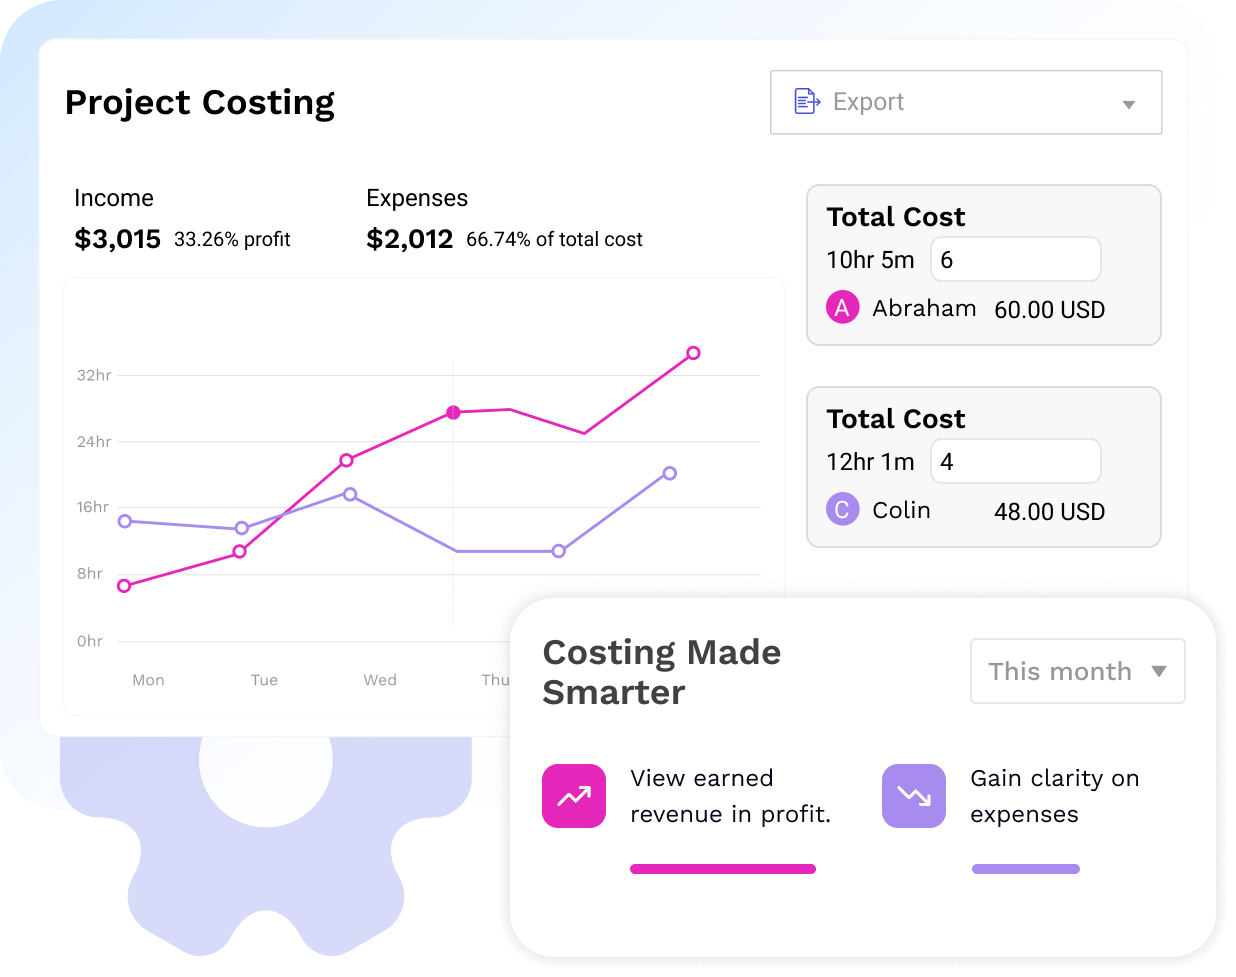 Project Costing
Export
Income
$3,015 33.26% profit
Expenses
$2,012 66.74% of total cost
32hr
24hr
16hr
8hr
0hr
Mon Tue Wed Thu
Total Cost
10hr 5m 6
A Abraham 60.00 USD
Total Cost
12hr 1m 4
C Colin 48.00 USD
Costing Made
Smarter
This month
View earned
revenue in profit.
Gain clarity on
expenses